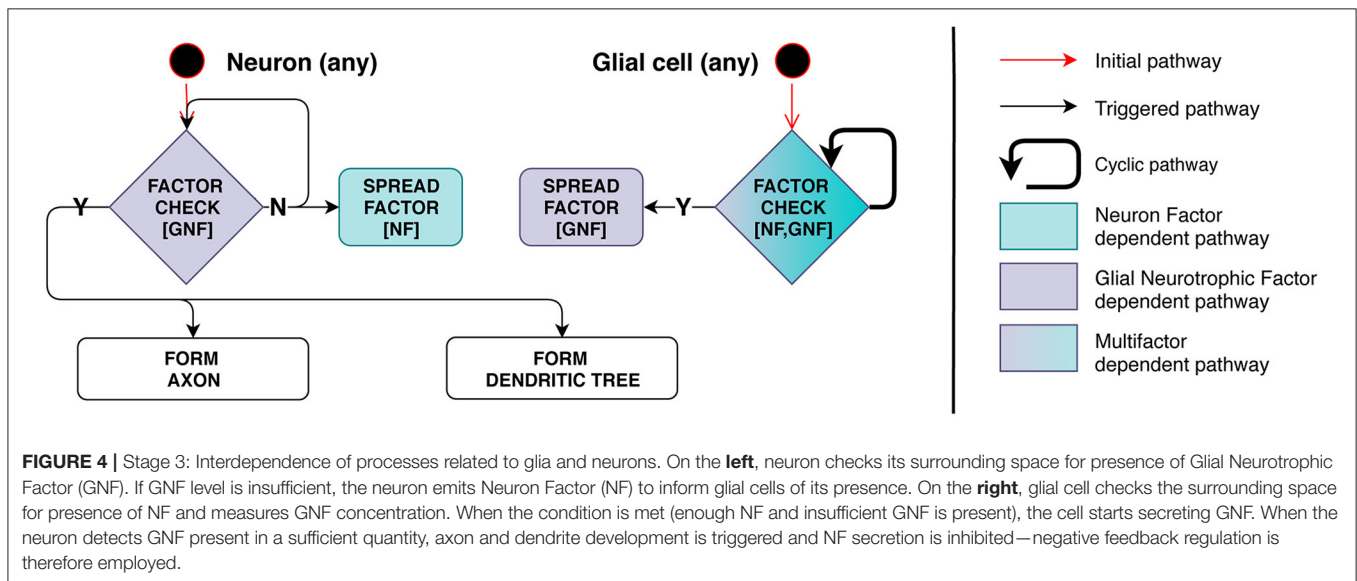 Neuron (any)
Glial cell (any)
FACTOR
CHECK
[GNF]
Y
N
SPREAD
FACTOR
[NF]
SPREAD
FACTOR
[GNF]
Y
FACTOR
CHECK
[NF,GNF]
FORM
AXON
FORM
DENDRITIC TREE
Initial pathway
Triggered pathway
Cyclic pathway
Neuron Factor
dependent pathway
Glial Neurotrophic Factor
dependent pathway
Multifactor
dependent pathway
FIGURE 4 | Stage 3: Interdependence of processes related to glia and neurons. On the left, neuron checks its surrounding space for presence of Glial Neurotrophic
Factor (GNF). If GNF level is insufficient, the neuron emits Neuron Factor (NF) to inform glial cells of its presence. On the right, glial cell checks the surrounding space
for presence of NF and measures GNF concentration. When the condition is met (enough NF and insufficient GNF is present), the cell starts secreting GNF. When the
neuron detects GNF present in a sufficient quantity, axon and dendrite development is triggered and NF secretion is inhibited—negative feedback regulation is
therefore employed.